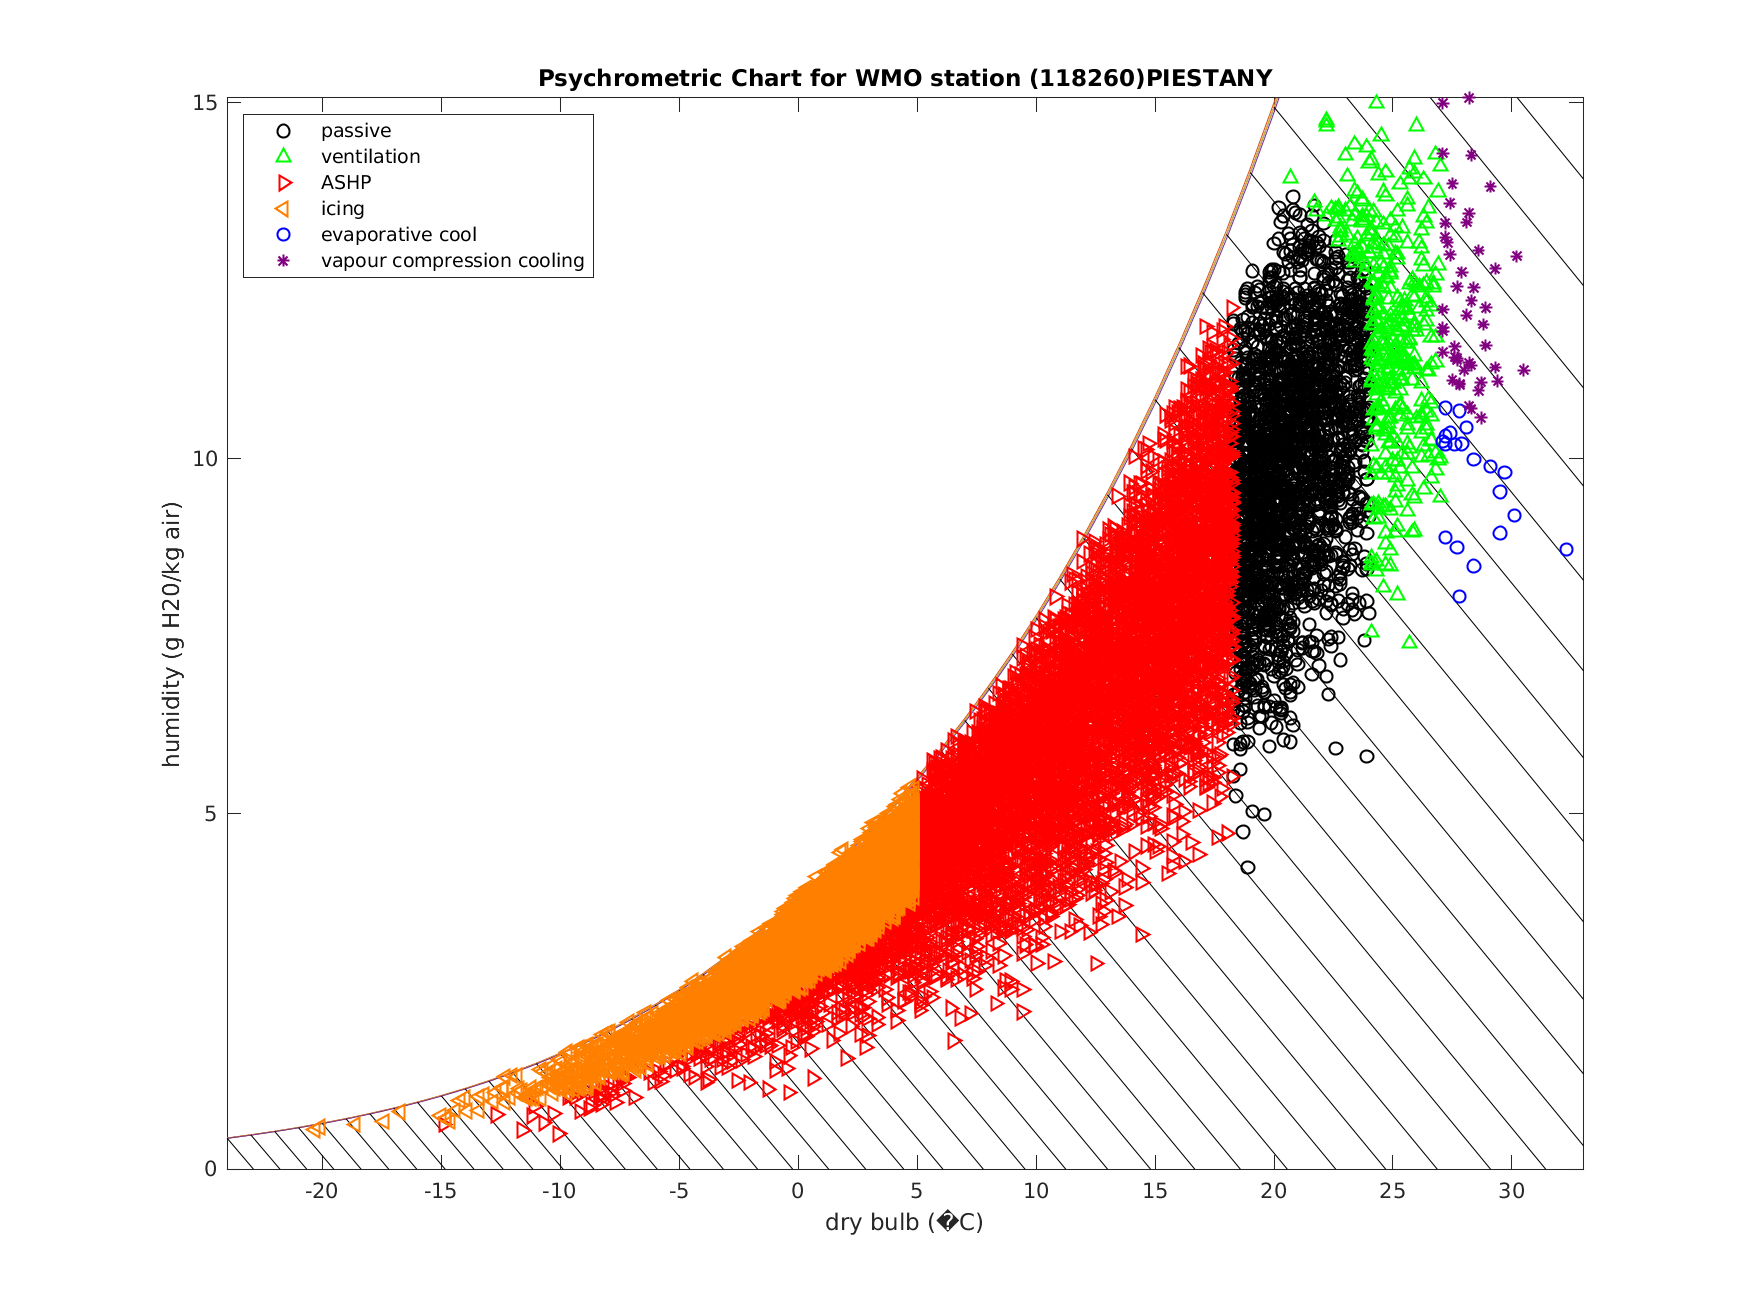 Psychrometric Chart for WMO station (118260)PIESTANY
passive
ventilation
ASHP
icing
evaporative cool
vapour compression cooling
15
10
5
0
humidity (g H20/kg air)
-20 -15 -10 -5 0 5 10 15 20 25 30
dry bulb (�C)